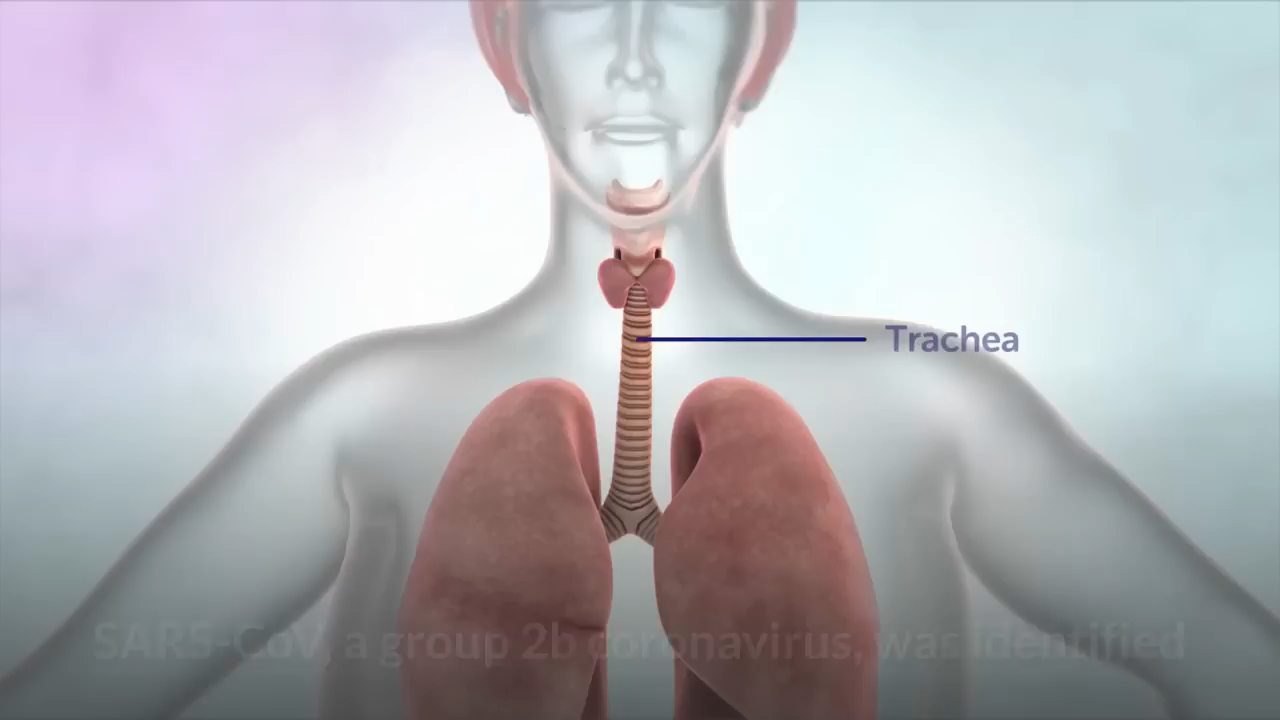 Trachea
SARS-CoV, a group 2b coronavirus, was identified